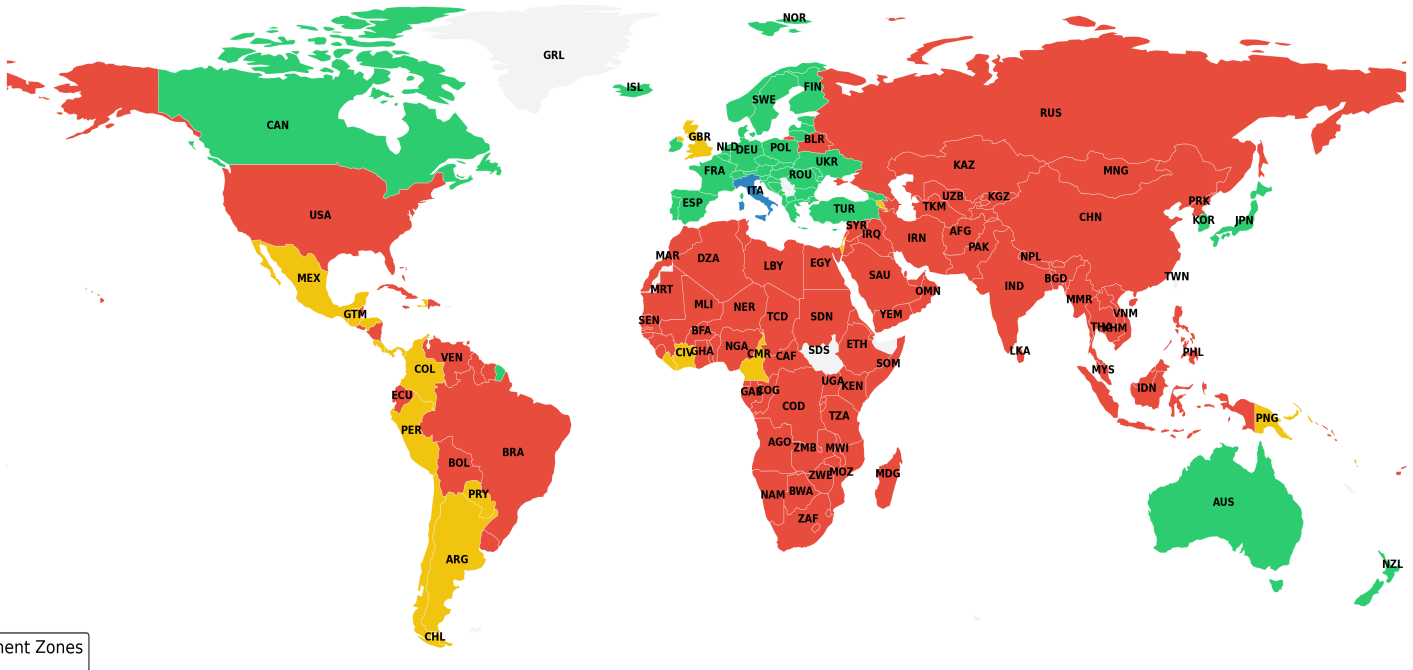 NOR
GRL
ISL
FIN
SWE
RUS
CAN
GBR
BLR
NLD
DEU
POL
UKR
KAZ
FRA
ROU
MNG
ITA
UZB
KGZ
ESP
PRK
TKM
TUR
USA
CHN
KOR
JPN
SYR
IRQ
AFG
IRN
PAK
MAR
DZA
NPL
LBY
EGY
SAU
TWN
MEX
BGD
IND
MRT
OMN
MMR
MLI
NER
GTM
YEM
VNM
SEN
TCD
SDN
THA
KHM
BFA
NGA
ETH
CIV
GHA
SDS
LKA
PHL
CMR
CAF
VEN
SOM
COL
MYS
UGA
KEN
IDN
GAB
COG
ECU
COD
TZA
PNG
PER
AGO
ZMB
MWI
BRA
BOL
MOZ
ZWE
MDG
BWA
PRY
NAM
AUS
ZAF
ARG
NZL
CHL
nent Zones